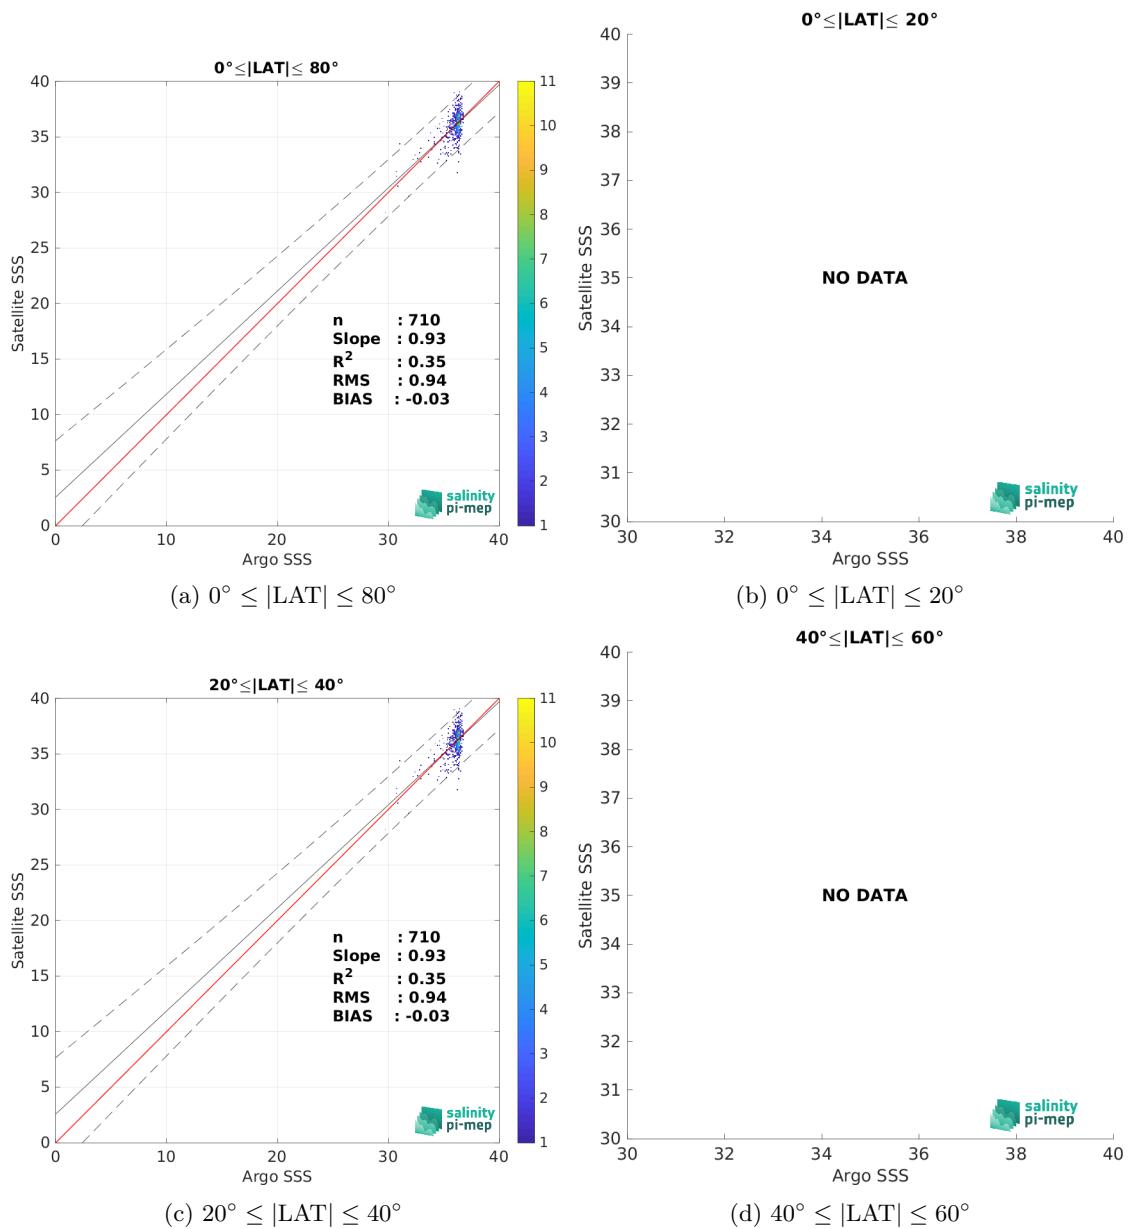 0°≤|LAT|≤ 80°
40
35
30
25
20
15
10
5
0
Satellite SSS
n : 710
Slope : 0.93
R² : 0.35
RMS : 0.94
BIAS : -0.03
salinity
pi-mep
0 10 20 30 40
Argo SSS
11
10
9
8
7
6
5
4
3
2
1
(a) 0° ≤ |LAT| ≤ 80°
0°≤|LAT|≤ 20°
40
39
38
37
36
35
34
33
32
31
30
Satellite SSS
NO DATA
salinity
pi-mep
30 32 34 36 38 40
Argo SSS
(b) 0° ≤ |LAT| ≤ 20°
20°≤|LAT|≤ 40°
40
35
30
25
20
15
10
5
0
Satellite SSS
n : 710
Slope : 0.93
R² : 0.35
RMS : 0.94
BIAS : -0.03
salinity
pi-mep
0 10 20 30 40
Argo SSS
11
10
9
8
7
6
5
4
3
2
1
(c) 20° ≤ |LAT| ≤ 40°
40°≤|LAT|≤ 60°
40
39
38
37
36
35
34
33
32
31
30
Satellite SSS
NO DATA
salinity
pi-mep
30 32 34 36 38 40
Argo SSS
(d) 40° ≤ |LAT| ≤ 60°